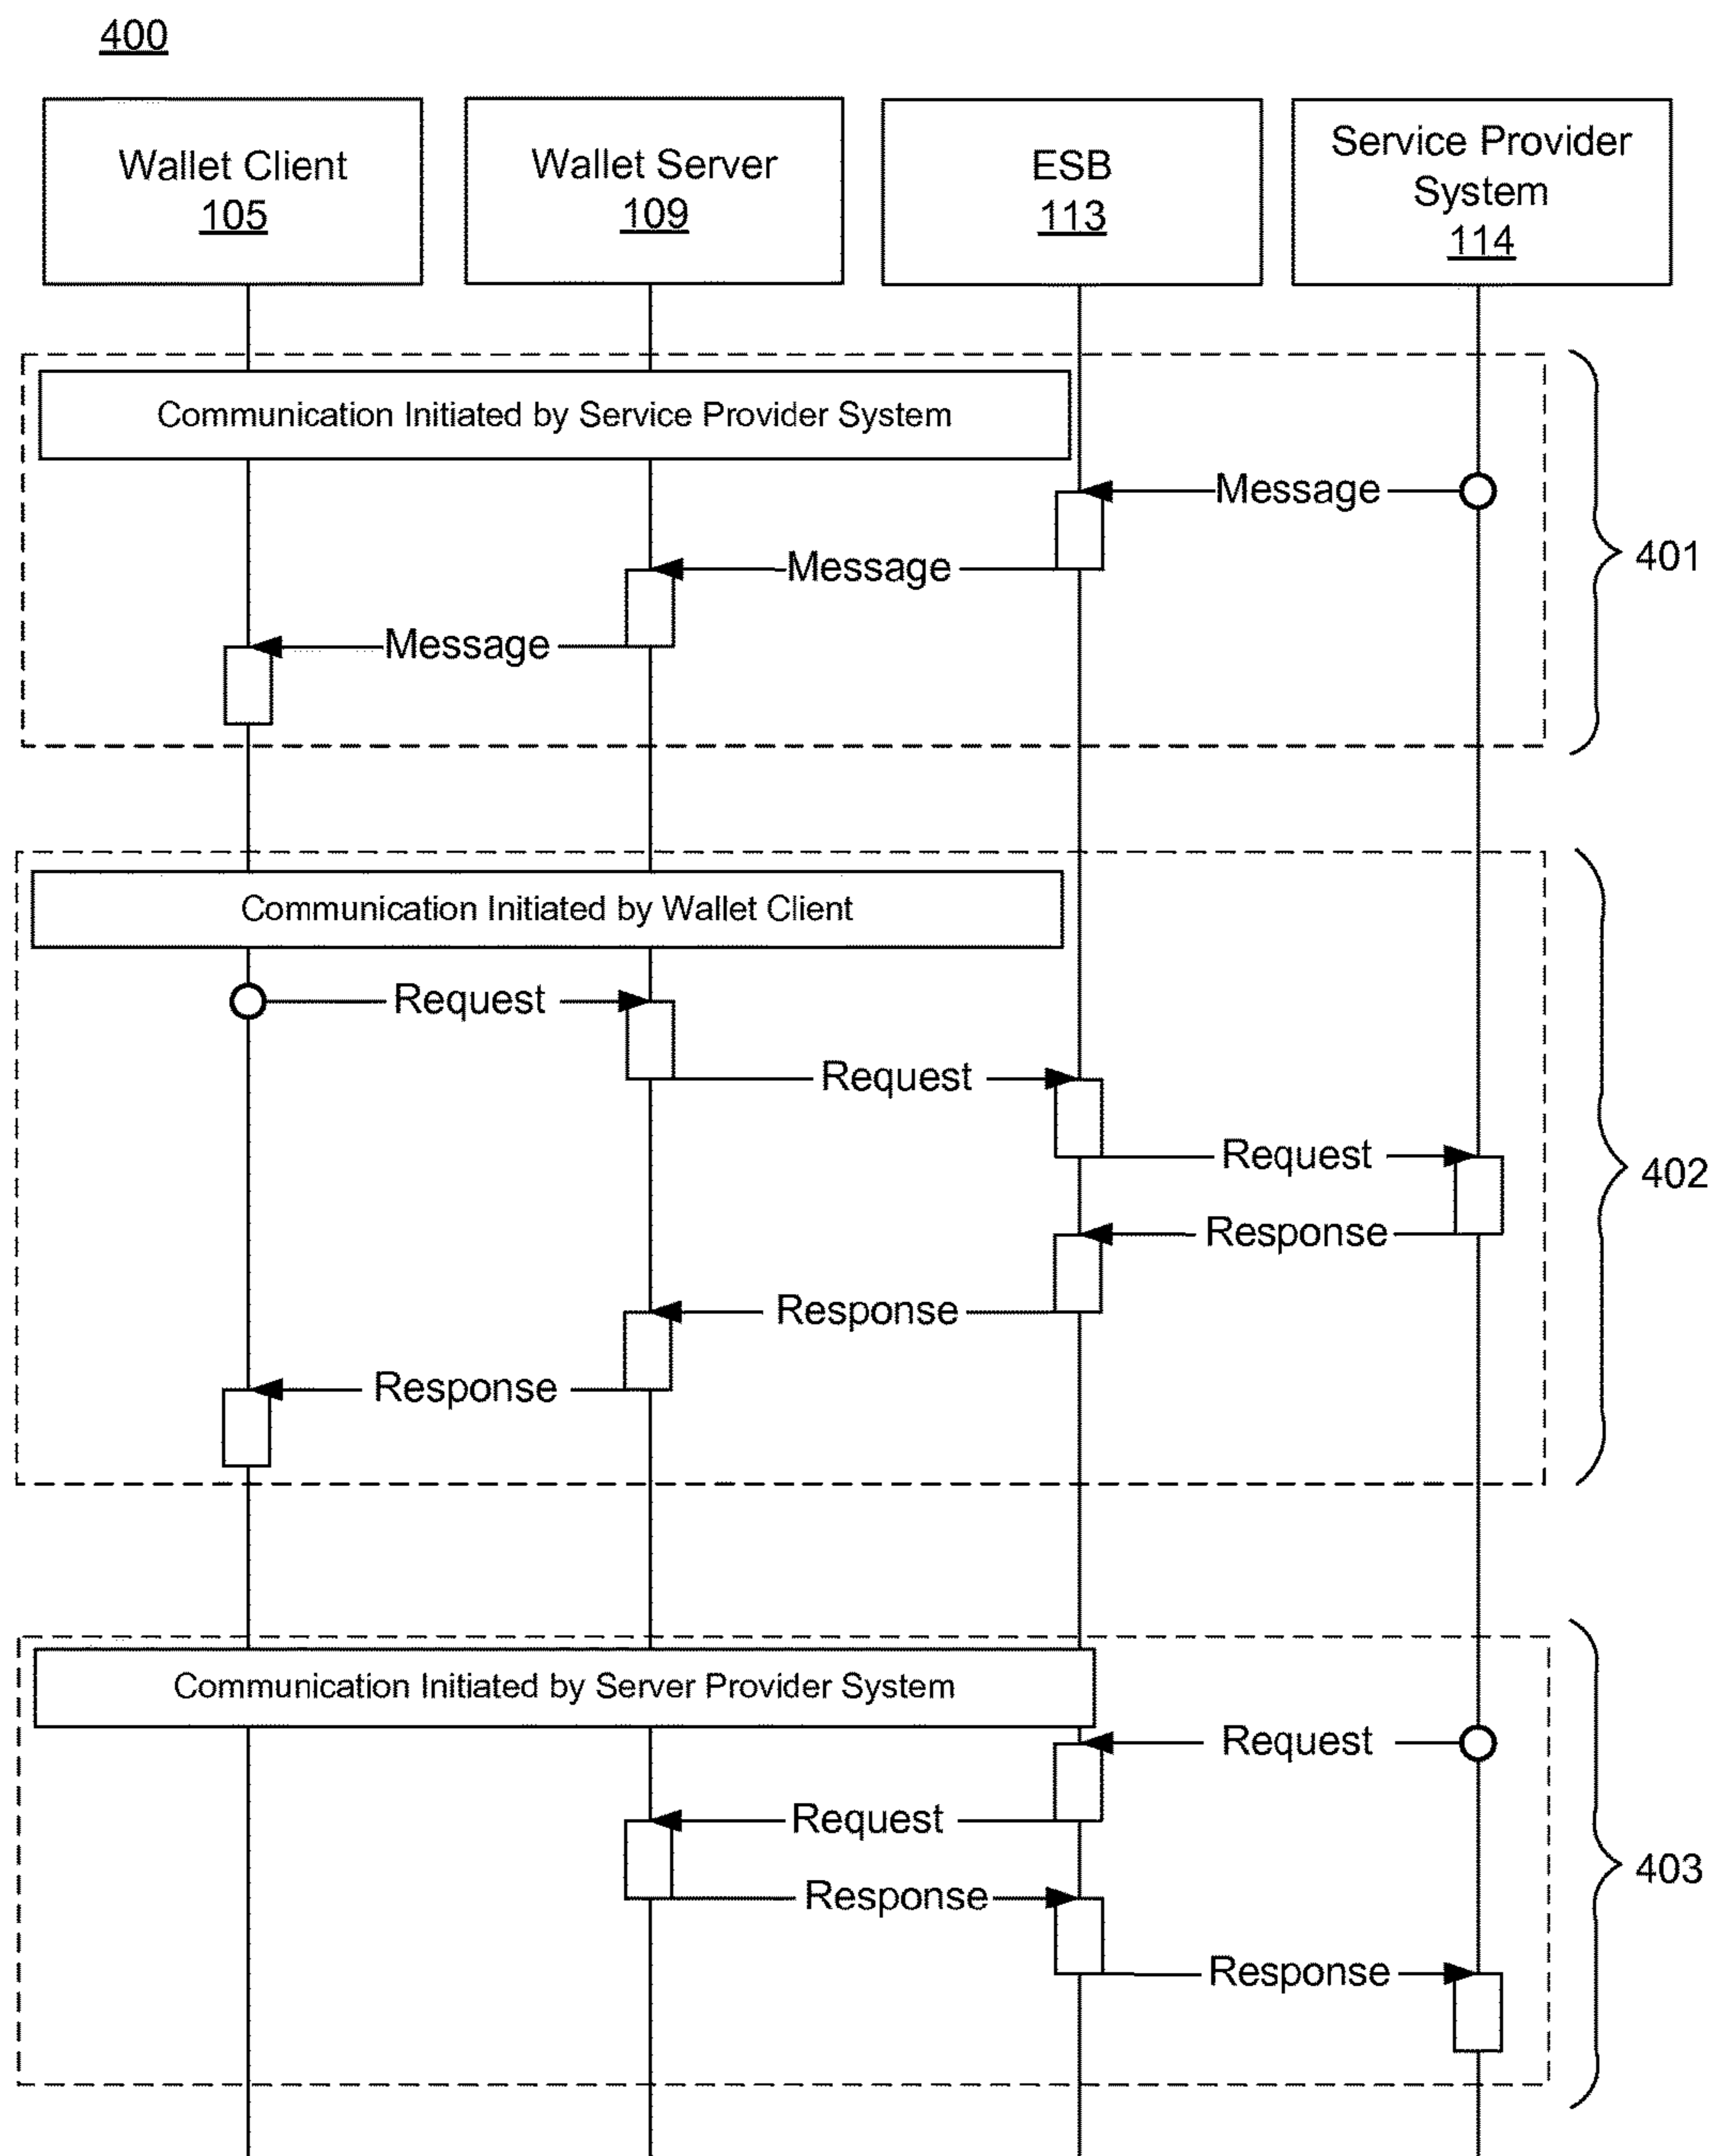 400
Wallet Client
105
Wallet Server
109
ESB
113
Service Provider
System
114
Communication Initiated by Service Provider System
Message
Message
Message
401
Communication Initiated by Wallet Client
Request
Request
Request
Response
Response
Response
402
Communication Initiated by Server Provider System
Request
Request
Response
Response
403